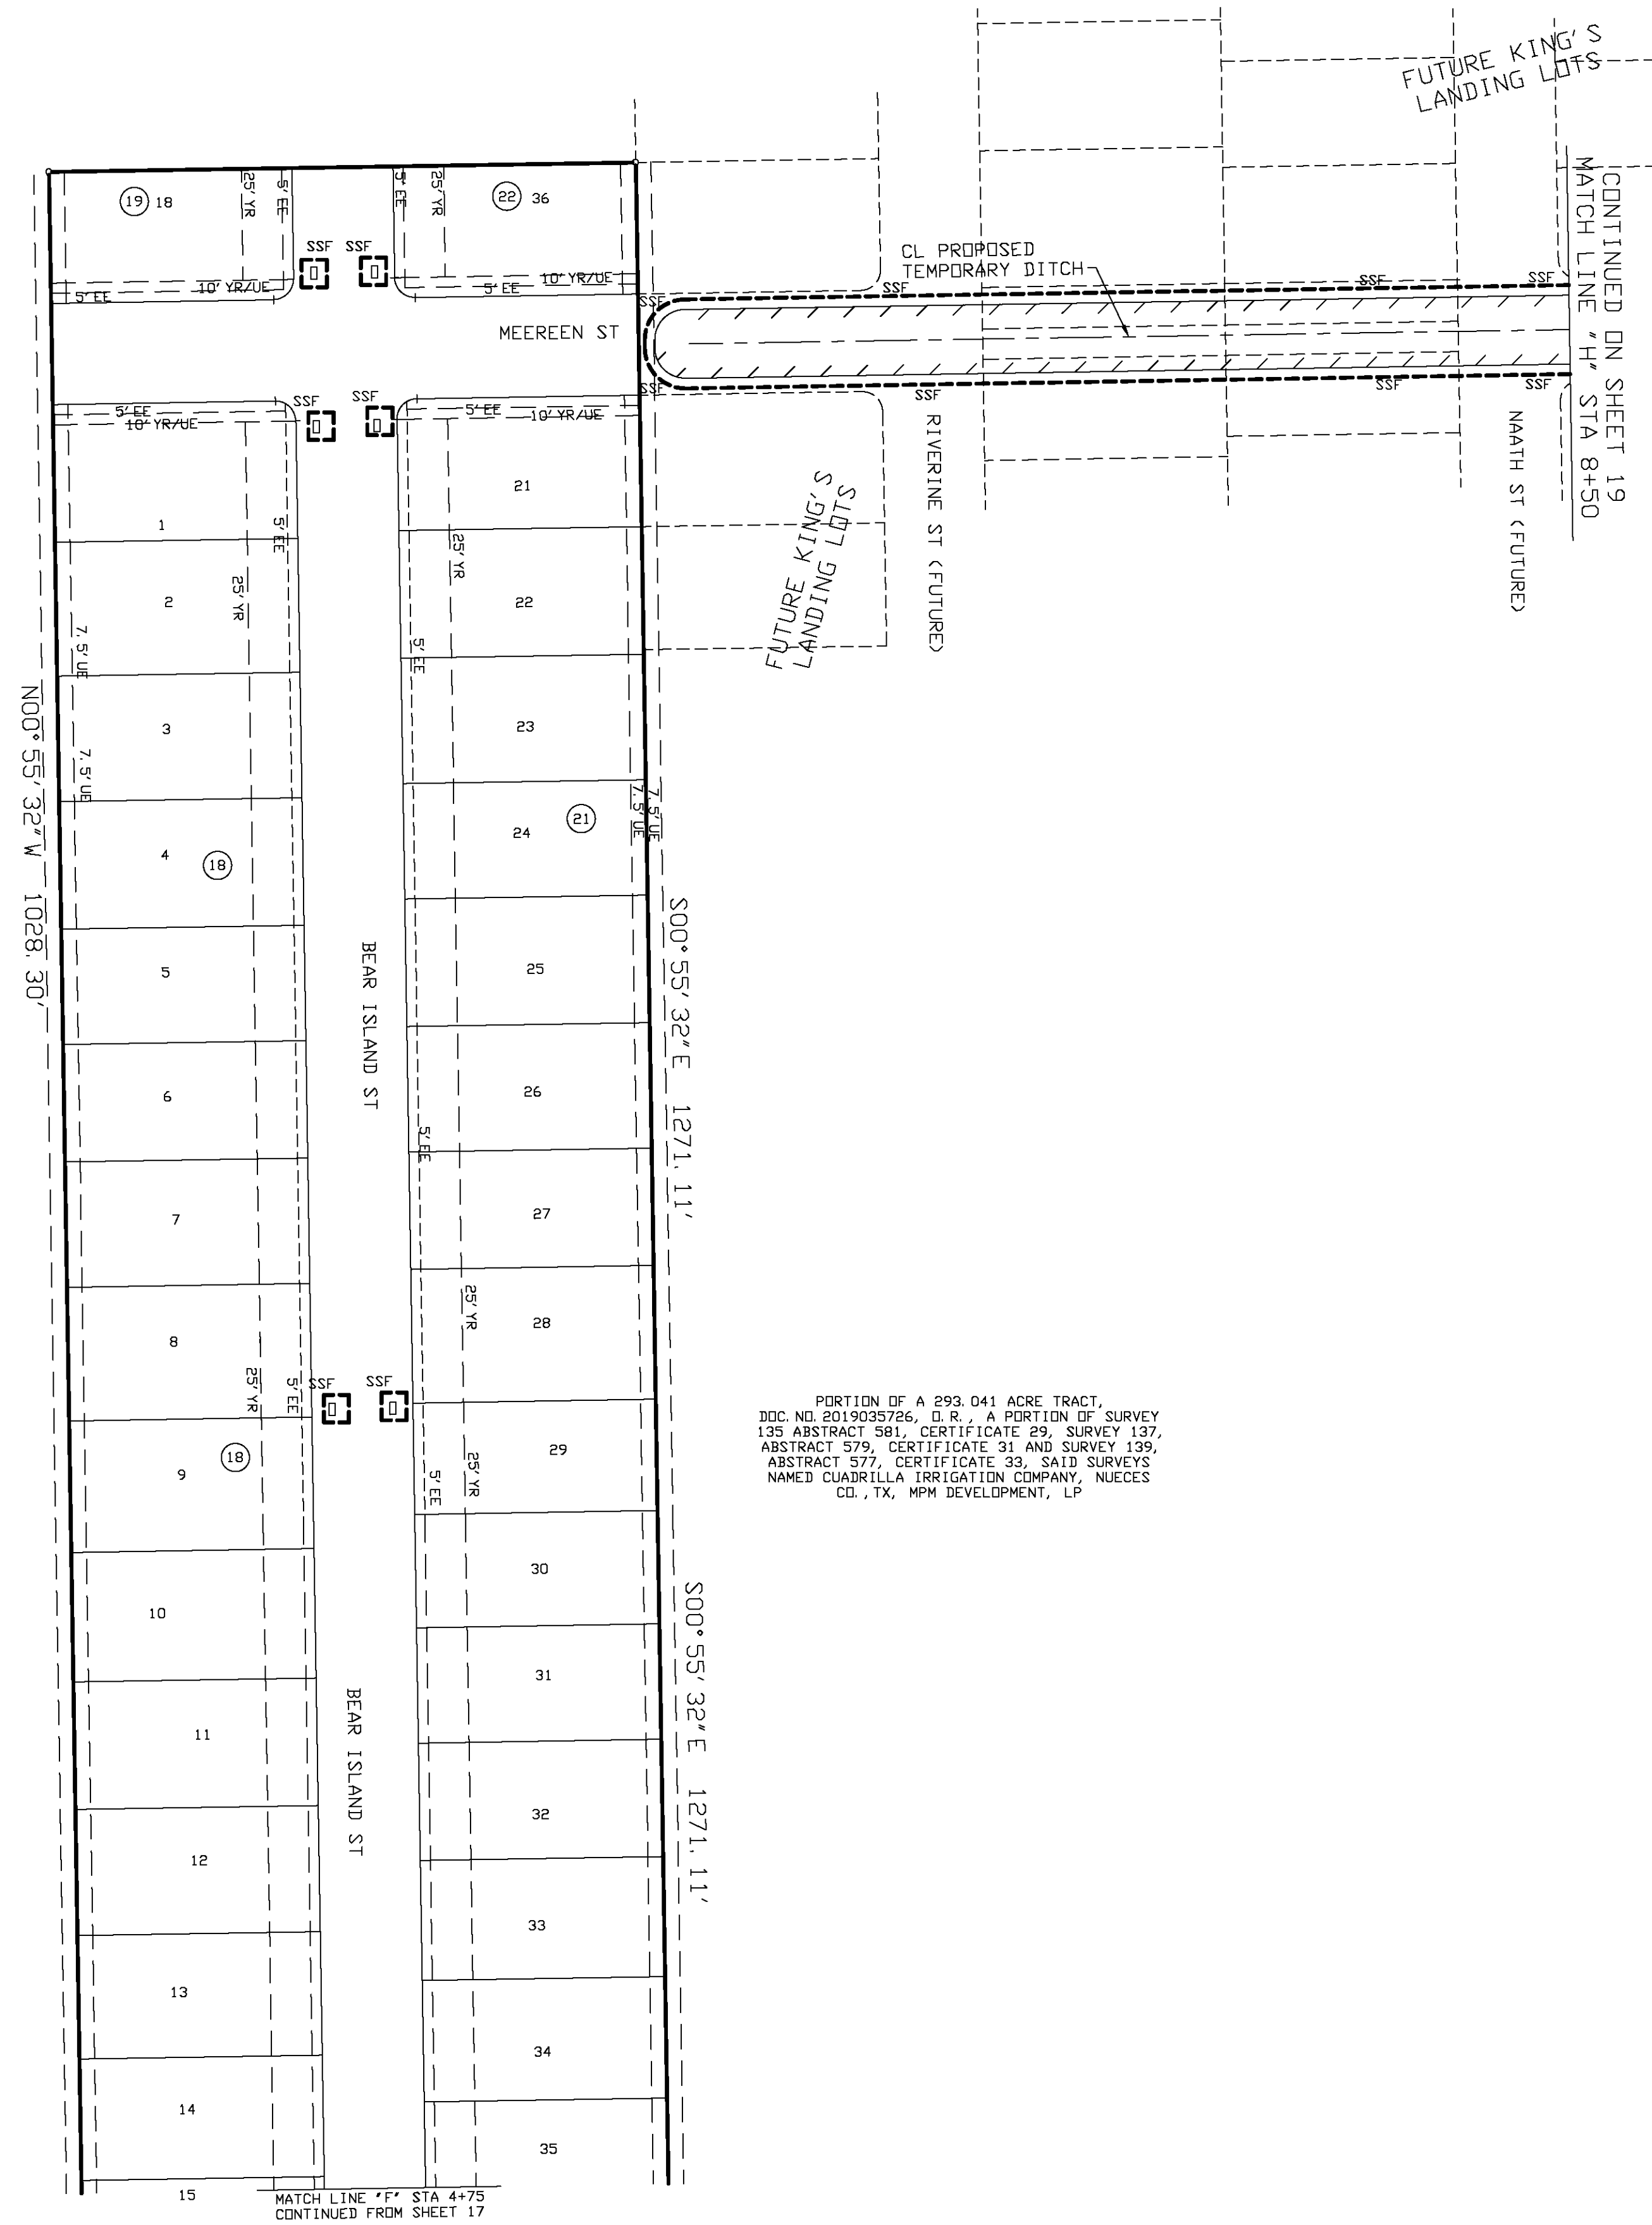 FUTURE KING'S
LANDING LOTS
CONTINUED ON SHEET 19
MATCH LINE "H" STA 8+50
19 18
25' YR
5' EE
5' EE
25' YR
22 36
SSF SSF
10' YR/UE
5' EE
10' YR/UE
5' EE
CL PROPOSED
TEMPORARY DITCH
SSF
SSF
SSF
SSF
MEEREEN ST
SSF
SSF
SSF
SSF
SSF
SSF
5' EE
10' YR/UE
5' EE
10' YR/UE
RIVERINE ST (FUTURE)
NAATH ST (FUTURE)
FUTURE KING'S
LANDING LOTS
21
1
5' EE
25' YR
25' YR
2
22
7.5' UE
5' EE
3
23
7.5' UE
7.5' UE
7.5' UE
N00°55'32"W 1028.30'
4
18
24
21
S00°55'32"E 1271.11'
BEAR ISLAND ST
5
25
6
26
5' EE
7
27
25' YR
8
28
25' YR
5' EE
SSF
SSF
PORTION OF A 293.041 ACRE TRACT,
DOC. NO. 2019035726, O.R., A PORTION OF SURVEY
135 ABSTRACT 581, CERTIFICATE 29, SURVEY 137,
ABSTRACT 579, CERTIFICATE 31 AND SURVEY 139,
ABSTRACT 577, CERTIFICATE 33, SAID SURVEYS
NAMED CUADRILLA IRRIGATION COMPANY, NUECES
CO., TX, MPM DEVELOPMENT, LP
9
18
29
5' EE
25' YR
10
30
S00°55'32"E 1271.11'
BEAR ISLAND ST
11
31
12
32
13
33
14
34
15
35
MATCH LINE "F" STA 4+75
CONTINUED FROM SHEET 17